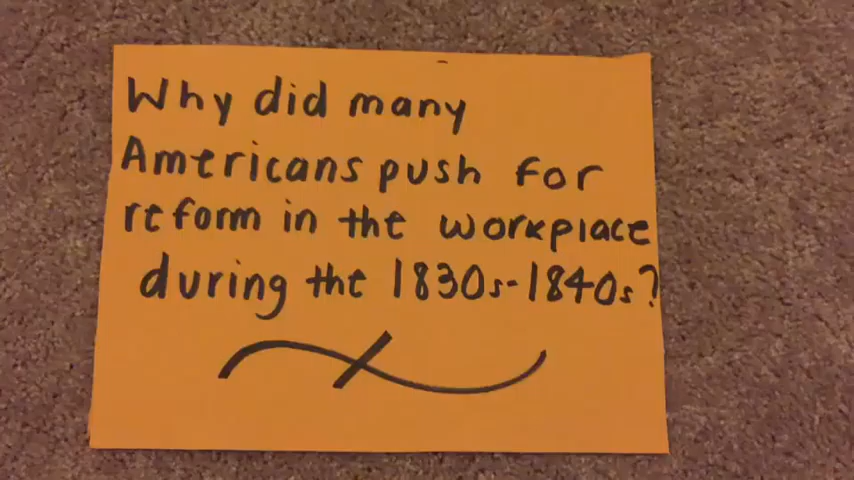 Why did many
Americans push for
reform in the workplace
during the 1830s-1840s?